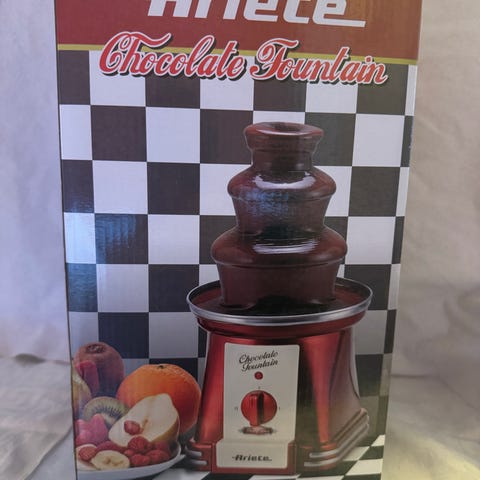 Ariete
Chocolate Fountain
Chocolate
Fountain
Ariete